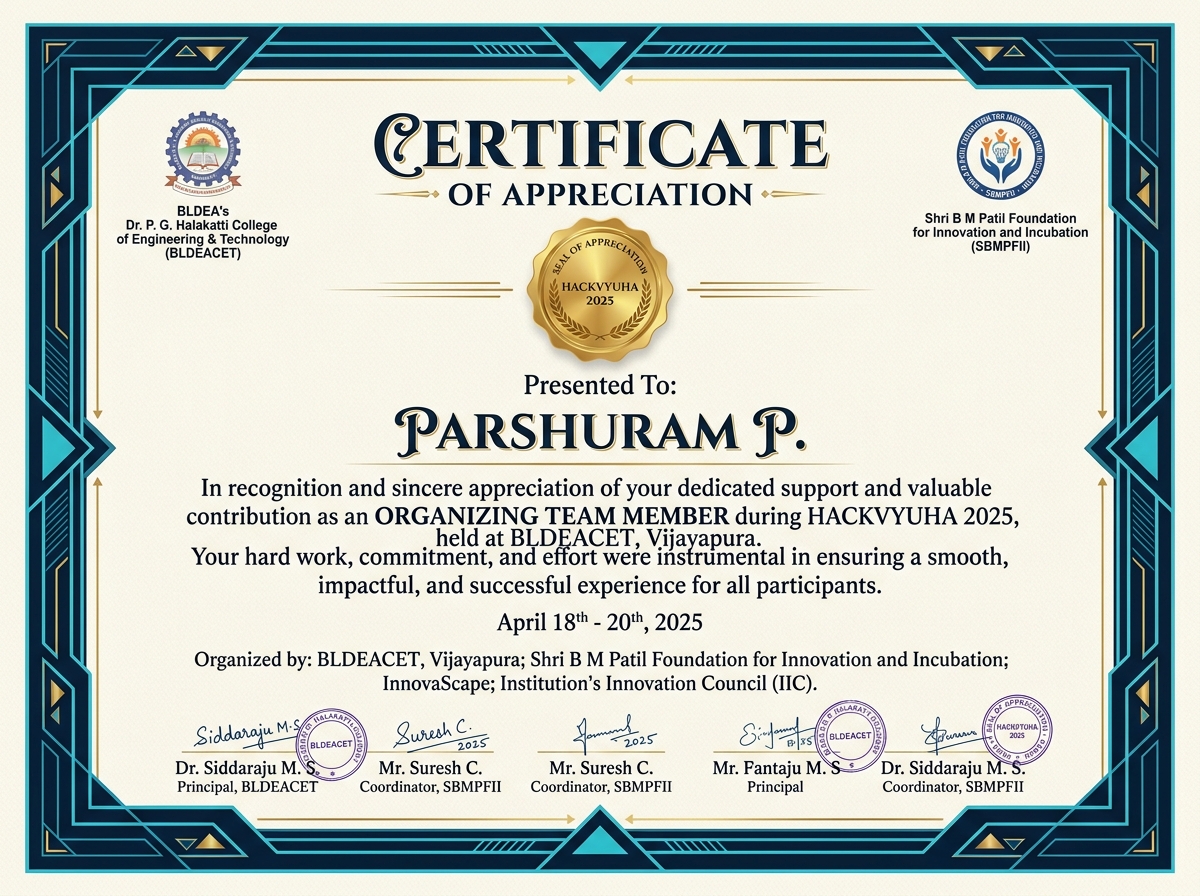 CERTIFICATE
OF APPRECIATION
BLDEA's
Dr. P. G. Halakatti College
of Engineering & Technology
(BLDEACET)
SBMPFII
Shri B M Patil Foundation
for Innovation and Incubation
(SBMPFII)
SEAL OF APPRECIATION
HACKVYUHA
2025
Presented To:
PARSHURAM P.
In recognition and sincere appreciation of your dedicated support and valuable
contribution as an ORGANIZING TEAM MEMBER during HACKVYUHA 2025,
held at BLDEACET, Vijayapura.
Your hard work, commitment, and effort were instrumental in ensuring a smooth,
impactful, and successful experience for all participants.
April 18th - 20th, 2025
Organized by: BLDEACET, Vijayapura; Shri B M Patil Foundation for Innovation and Incubation;
InnovaScape; Institution's Innovation Council (IIC).
Siddaraju M.S.
BLDEACET
Suresh C.
2025
2025
BLDEACET
HACKDTOHA
2025
Dr. Siddaraju M. S.
Principal, BLDEACET
Mr. Suresh C.
Coordinator, SBMPFII
Mr. Suresh C.
Coordinator, SBMPFII
Mr. Fantaju M. S
Principal
Dr. Siddaraju M. S.
Coordinator, SBMPFII